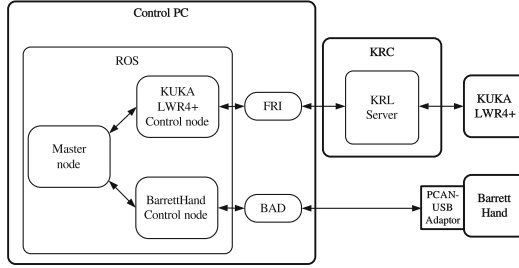 Control PC
ROS
KRC
KUKA
LWR4+
Control node
FRI
KRL
Server
KUKA
LWR4+
Master
node
BarrettHand
Control node
BAD
PCAN-
USB
Adaptor
Barrett
Hand